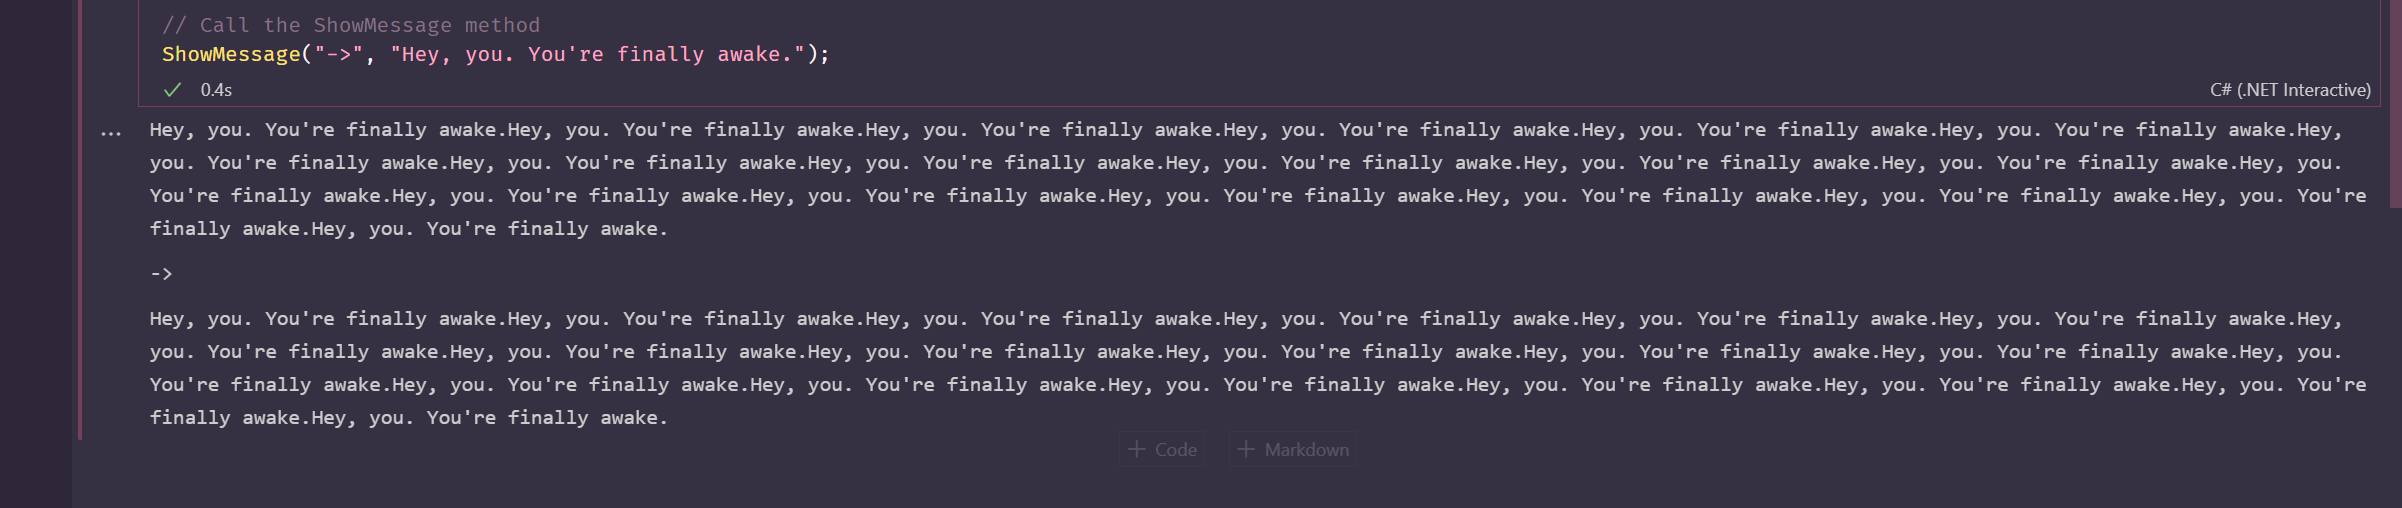 // Call the ShowMessage method
ShowMessage("->", "Hey, you. You're finally awake.");
0.4s
C# (.NET Interactive)
... Hey, you. You're finally awake.Hey, you. You're finally awake.Hey, you. You're finally awake.Hey, you. You're finally awake.Hey, you. You're finally awake.Hey, you. You're finally awake.Hey,
you. You're finally awake.Hey, you. You're finally awake.Hey, you. You're finally awake.Hey, you. You're finally awake.Hey, you. You're finally awake.Hey, you. You're finally awake.Hey, you.
You're finally awake.Hey, you. You're finally awake.Hey, you. You're finally awake.Hey, you. You're finally awake.Hey, you. You're finally awake.Hey, you. You're finally awake.Hey, you. You're
finally awake.Hey, you. You're finally awake.
->
Hey, you. You're finally awake.Hey, you. You're finally awake.Hey, you. You're finally awake.Hey, you. You're finally awake.Hey, you. You're finally awake.Hey, you. You're finally awake.Hey,
you. You're finally awake.Hey, you. You're finally awake.Hey, you. You're finally awake.Hey, you. You're finally awake.Hey, you. You're finally awake.Hey, you. You're finally awake.Hey, you.
You're finally awake.Hey, you. You're finally awake.Hey, you. You're finally awake.Hey, you. You're finally awake.Hey, you. You're finally awake.Hey, you. You're finally awake.Hey, you. You're
finally awake.Hey, you. You're finally awake.
+ Code + Markdown